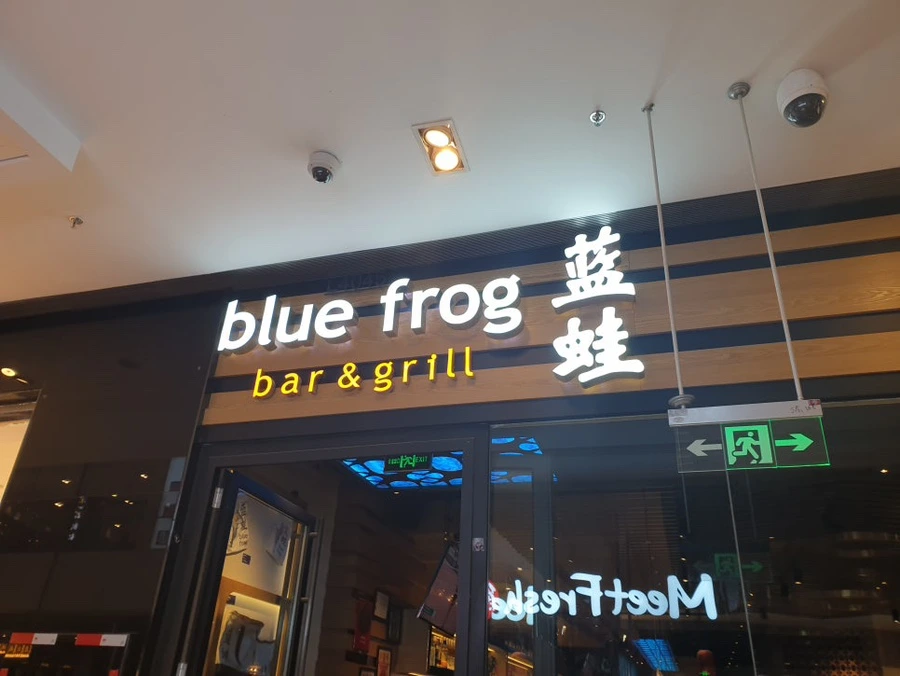 blue frog
bar & grill
蓝蛙
EXIT
MeetFresh